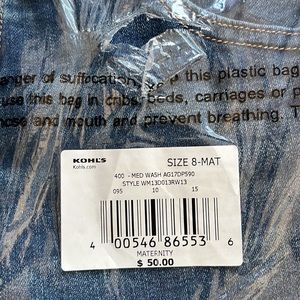 anger of suffocation, keep this plastic bag
use this bag in cribs, beds, carriages or p
nose and mouth and prevent breathing. T
KOHL'S
Kohls.com
SIZE 8-MAT
400 - MED WASH AG17DP590
STYLE WM13D013RW13
095 10 15
4 00546 86553 6
MATERNITY
$ 50.00